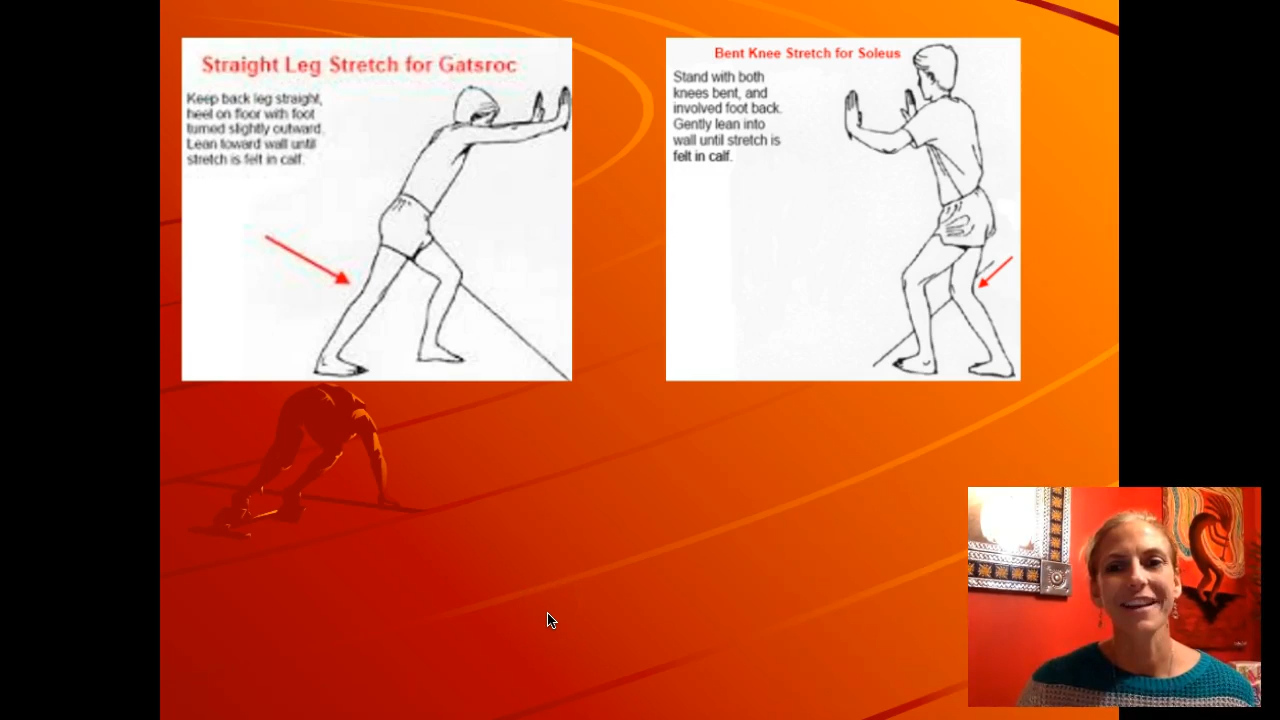 Straight Leg Stretch for Gatsroc
Keep back leg straight,
heel on floor with foot
turned slightly outward.
Lean toward wall until
stretch is felt in calf.
Bent Knee Stretch for Soleus
Stand with both
knees bent, and
involved foot back.
Gently lean into
wall until stretch is
felt in calf.